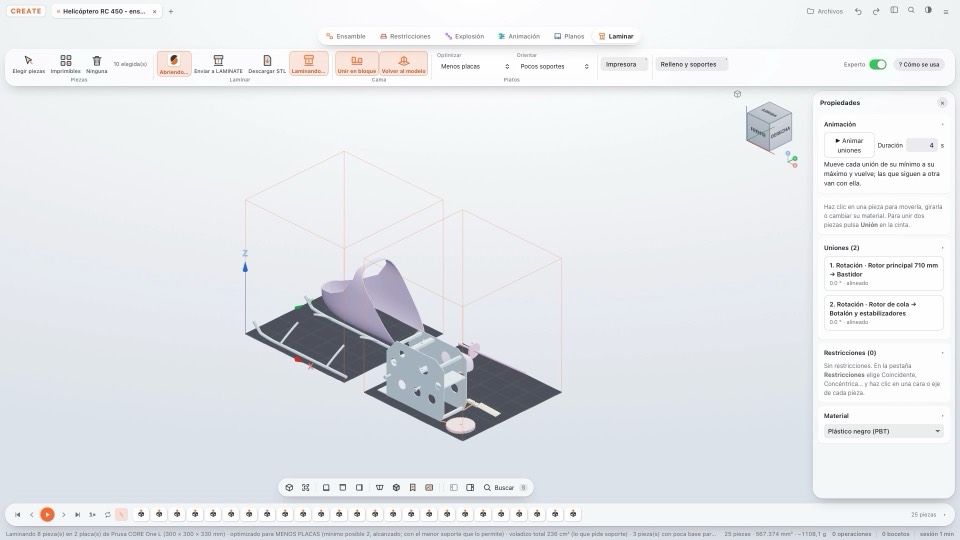 CREATE
Helicóptero RC 450 - ens...
Archivos
Ensamble
Restricciones
Explosión
Animación
Planos
Laminar
Elegir piezas
Imprimibles
Ninguna
10 elegida(s)
Piezas
Abriendo...
Enviar a LAMINATE
Descargar STL
Laminando...
Laminar
Unir en bloque
Volver al modelo
Cama
Optimizar
Menos placas
Orientar
Pocos soportes
Platos
Impresora
Relleno y soportes
Experto
? Cómo se usa
Propiedades
Animación
Animar uniones
Duración 4 s
Mueve cada unión de su mínimo a su
máximo y vuelve; las que siguen a otra
van con ella.
Haz clic en una pieza para moverla, girarla
o cambiar su material. Para unir dos
piezas pulsa Unión en la cinta.
Uniones (2)
1. Rotación · Rotor principal 710 mm
→ Bastidor
0.0 ° · alineado
2. Rotación · Rotor de cola →
Botalón y estabilizadores
0.0 ° · alineado
Restricciones (0)
Sin restricciones. En la pestaña
Restricciones elige Coincidente,
Concéntrica... y haz clic en una cara o eje
de cada pieza.
Material
Plástico negro (PBT)
Z
Buscar S
1×
25 piezas
Laminando 8 pieza(s) en 2 placa(s) de Prusa CORE One L (300 × 300 × 330 mm) · optimizado para MENOS PLACAS (mínimo posible 2, alcanzado; con el menor soporte que lo permite) · voladizo total 236 cm² (lo que pide soporte) · 3 pieza(s) con poca base par...
25 piezas · 567.374 mm³ · ~1108,1 g
0 operaciones
0 bocetos
sesión 1 min